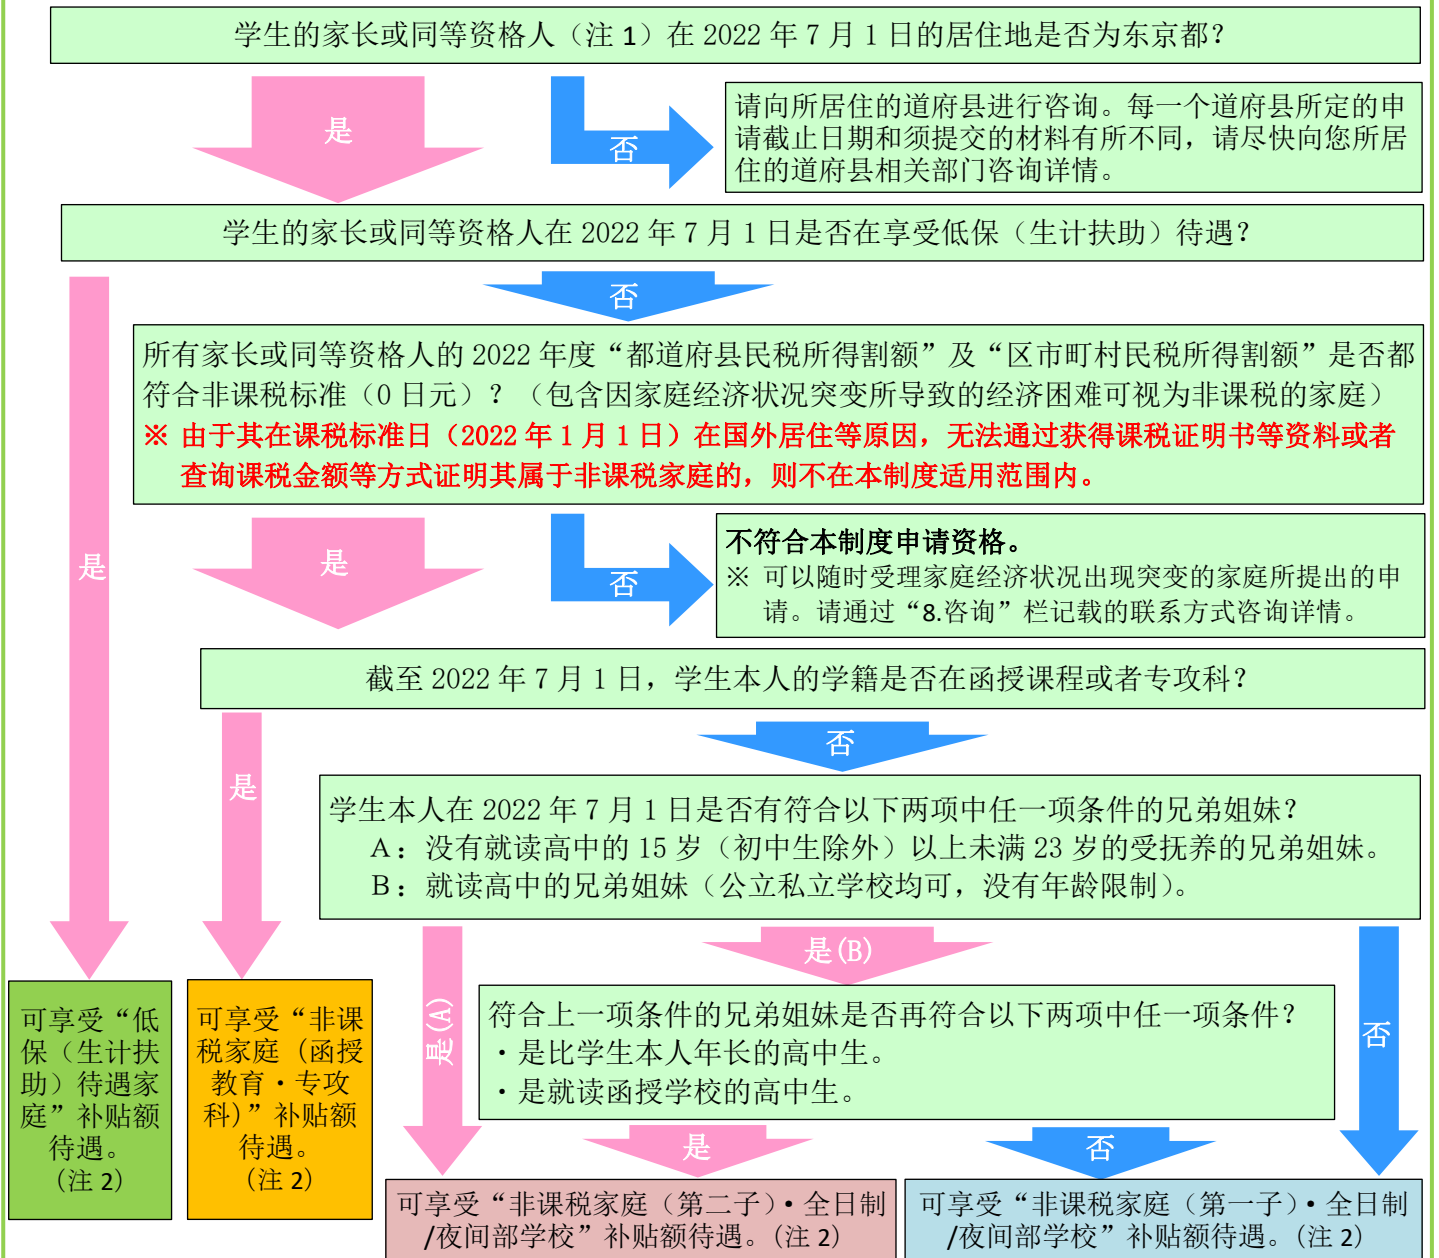 学生的家长或同等资格人（注 1）在 2022 年 7 月 1 日的居住地是否为东京都？
是
否
请向所居住的道府县进行咨询。每一个道府县所定的申
请截止日期和须提交的材料有所不同，请尽快向您所居
住的道府县相关部门咨询详情。
学生的家长或同等资格人在 2022 年 7 月 1 日是否在享受低保（生计扶助）待遇？
否
所有家长或同等资格人的 2022 年度“都道府县民税所得割额”及“区市町村民税所得割额”是否都
符合非课税标准（0 日元）？（包含因家庭经济状况突变所导致的经济困难可视为非课税的家庭）
※ 由于其在课税标准日（2022 年 1 月 1 日）在国外居住等原因，无法通过获得课税证明书等资料或者
查询课税金额等方式证明其属于非课税家庭的，则不在本制度适用范围内。
是
是
否
不符合本制度申请资格。
※ 可以随时受理家庭经济状况出现突变的家庭所提出的申
请。请通过“8.咨询”栏记载的联系方式咨询详情。
截至 2022 年 7 月 1 日，学生本人的学籍是否在函授课程或者专攻科？
是
否
学生本人在 2022 年 7 月 1 日是否有符合以下两项中任一项条件的兄弟姐妹？
Ａ：没有就读高中的 15 岁（初中生除外）以上未满 23 岁的受抚养的兄弟姐妹。
Ｂ：就读高中的兄弟姐妹（公立私立学校均可，没有年龄限制）。
是(A)
是(B)
否
符合上一项条件的兄弟姐妹是否再符合以下两项中任一项条件？
・是比学生本人年长的高中生。
・是就读函授学校的高中生。
是
否
可享受“低
保（生计扶
助）待遇家
庭”补贴额
待遇。
（注 2）
可享受“非课
税家庭（函授
教育・专攻
科）”补贴额
待遇。
（注 2）
可享受“非课税家庭（第二子）・全日制
/夜间部学校”补贴额待遇。（注 2）
可享受“非课税家庭（第一子）・全日制
/夜间部学校”补贴额待遇。（注 2）